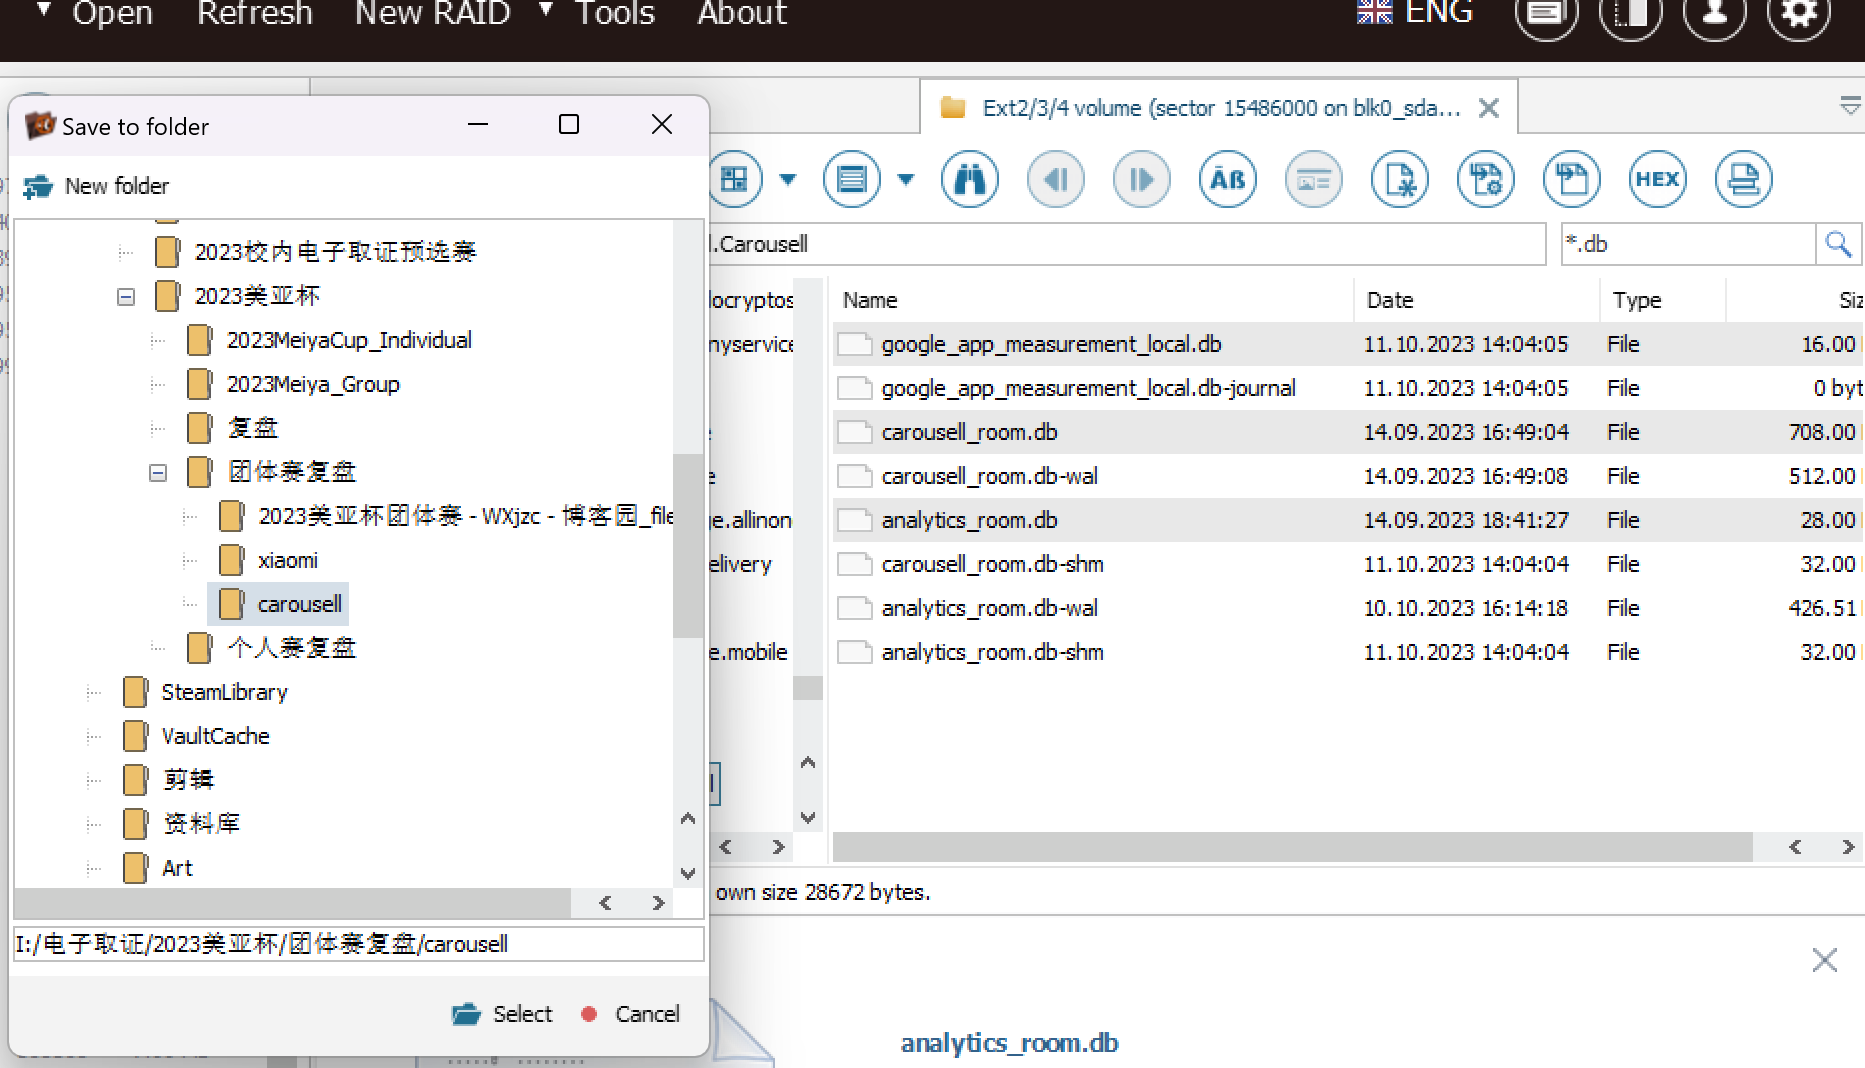 Open Refresh New RAID Tools About ENG
Save to folder
New folder
2023校内电子取证预选赛
2023美亚杯
2023MeiyaCup_Individual
2023Meiya_Group
复盘
团体赛复盘
2023美亚杯团体赛 - WXjzc - 博客园_file
xiaomi
carousell
个人赛复盘
SteamLibrary
VaultCache
剪辑
资料库
Art
I:/电子取证/2023美亚杯/团体赛复盘/carousell
Select Cancel
Ext2/3/4 volume (sector 15486000 on blk0_sda...
Aß HEX
.Carousell *.db
locryptos
nyservice
e
ge.allinon
elivery
e.mobile
Name Date Type Siz
google_app_measurement_local.db 11.10.2023 14:04:05 File 16.00
google_app_measurement_local.db-journal 11.10.2023 14:04:05 File 0 byt
carousell_room.db 14.09.2023 16:49:04 File 708.00
carousell_room.db-wal 14.09.2023 16:49:08 File 512.00
analytics_room.db 14.09.2023 18:41:27 File 28.00
carousell_room.db-shm 11.10.2023 14:04:04 File 32.00
analytics_room.db-wal 10.10.2023 16:14:18 File 426.51
analytics_room.db-shm 11.10.2023 14:04:04 File 32.00
own size 28672 bytes.
analytics_room.db